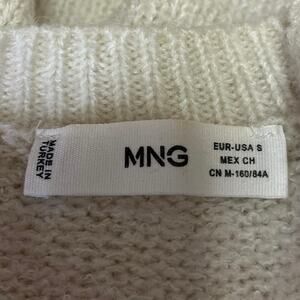 MADE IN
TURKEY
MNG
EUR-USA S
MEX CH
CN M-160/84A